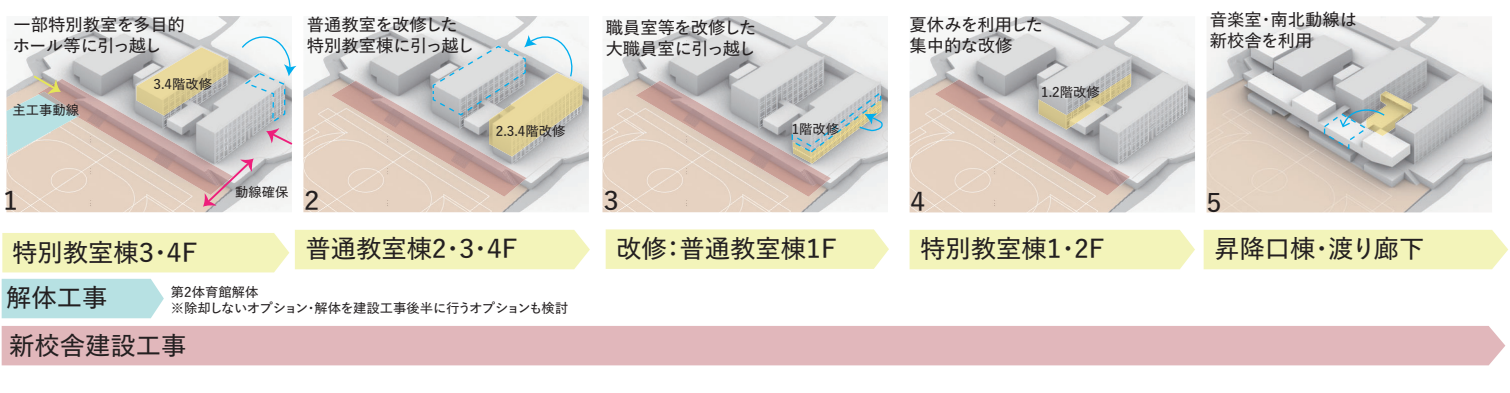 一部特別教室を多目的
ホール等に引っ越し
3.4階改修
主工事動線
動線確保
1
普通教室を改修した
特別教室棟に引っ越し
2.3.4階改修
2
職員室等を改修した
大職員室に引っ越し
1階改修
3
夏休みを利用した
集中的な改修
1.2階改修
4
音楽室・南北動線は
新校舎を利用
5
特別教室棟3・4F
普通教室棟2・3・4F
改修：普通教室棟1F
特別教室棟1・2F
昇降口棟・渡り廊下
解体工事
第2体育館解体
※除却しないオプション・解体を建設工事後半に行うオプションも検討
新校舎建設工事